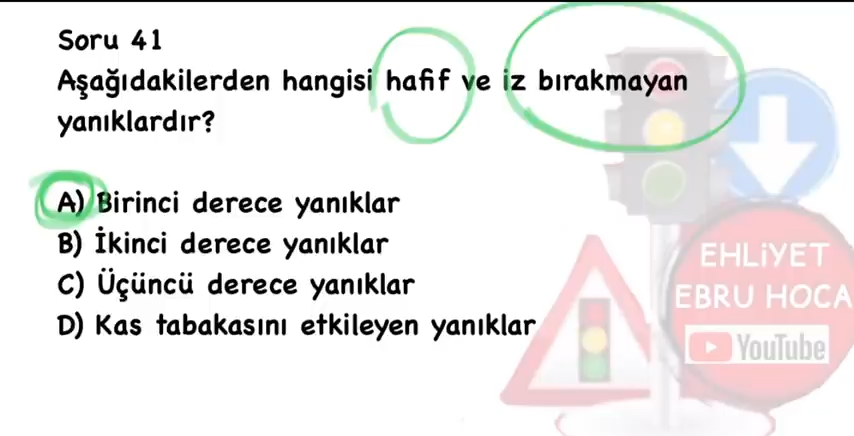 Soru 41
Aşağıdakilerden hangisi hafif ve iz bırakmayan
yanıklardır?
A) Birinci derece yanıklar
B) İkinci derece yanıklar
C) Üçüncü derece yanıklar
D) Kas tabakasını etkileyen yanıklar
EHLİYET
EBRU HOCA
YouTube